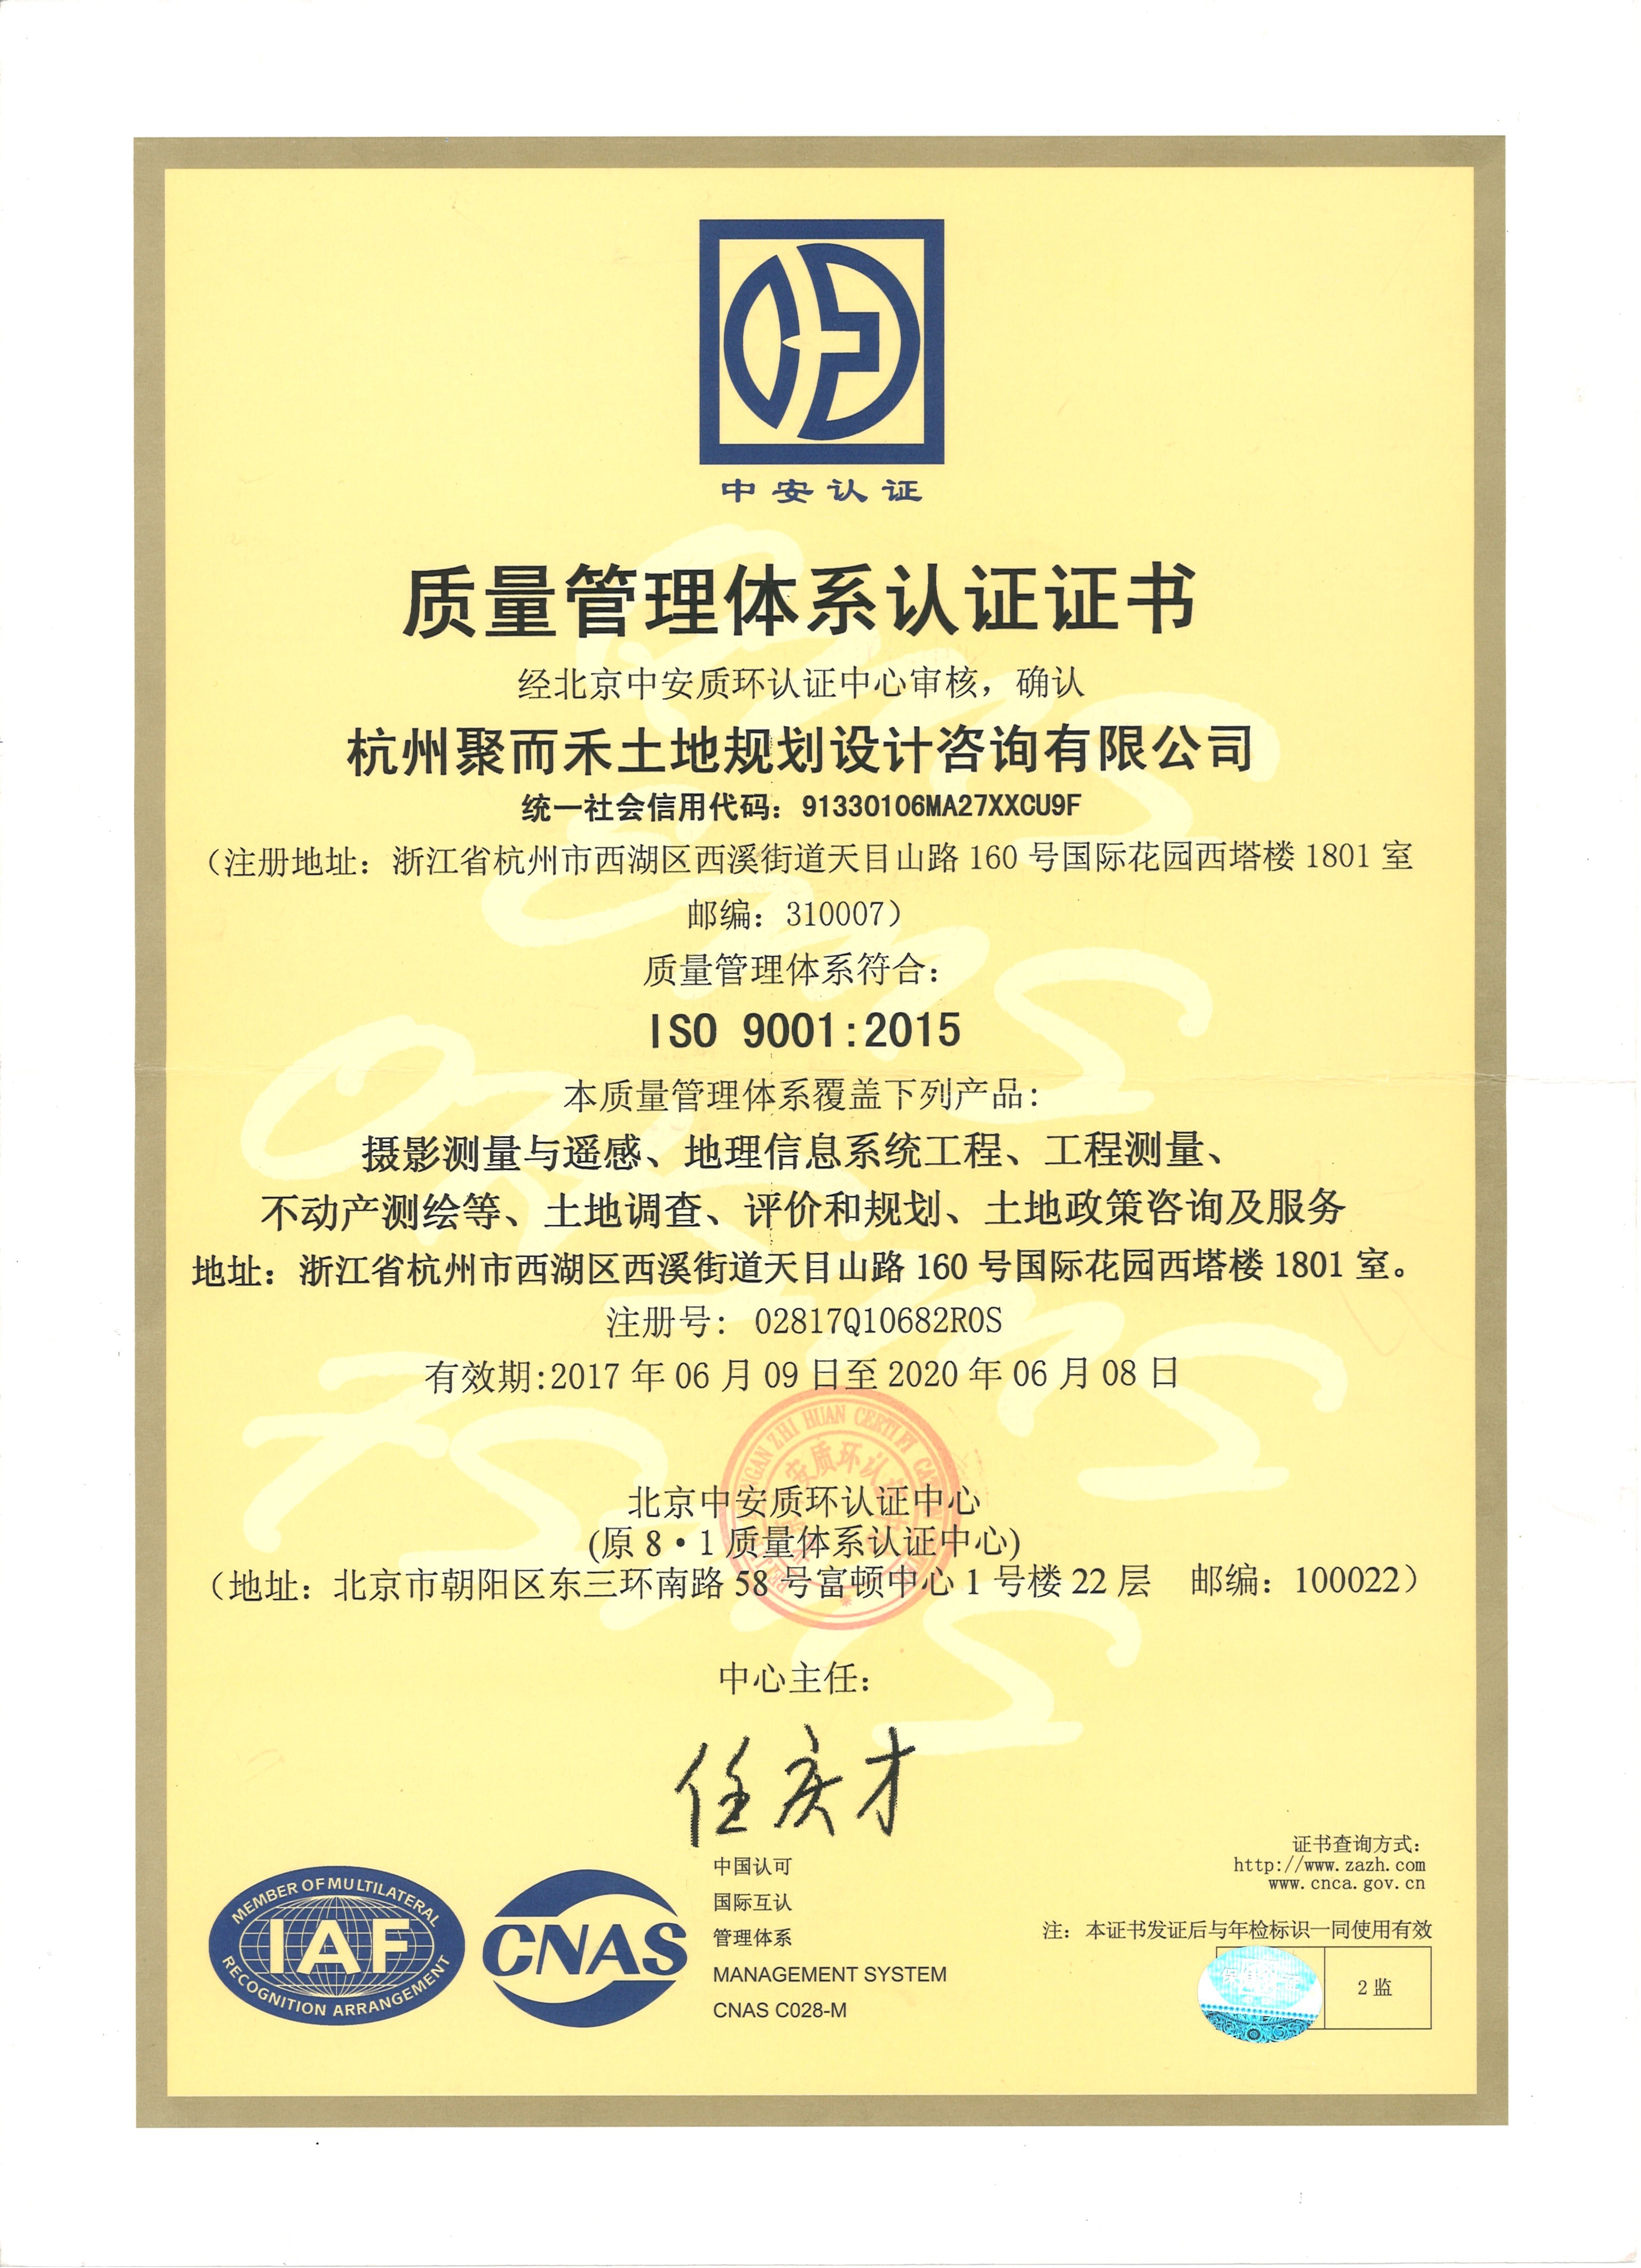 中安认证
质量管理体系认证证书
经北京中安质环认证中心审核，确认
杭州聚而禾土地规划设计咨询有限公司
统一社会信用代码：91330106MA27XXCU9F
（注册地址：浙江省杭州市西湖区西溪街道天目山路 160 号国际花园西塔楼 1801 室
邮编：310007）
质量管理体系符合：
ISO 9001:2015
本质量管理体系覆盖下列产品：
摄影测量与遥感、地理信息系统工程、工程测量、
不动产测绘等、土地调查、评价和规划、土地政策咨询及服务
地址：浙江省杭州市西湖区西溪街道天目山路 160 号国际花园西塔楼 1801 室。
注册号: 02817Q10682R0S
有效期:2017 年 06 月 09 日至 2020 年 06 月 08 日
北京中安质环认证中心
(原 8·1 质量体系认证中心)
（地址：北京市朝阳区东三环南路 58 号富顿中心 1 号楼 22 层 邮编：100022）
中心主任：
任庆才
MEMBER OF MULTILATERAL
IAF
RECOGNITION ARRANGEMENT
CNAS
中国认可
国际互认
管理体系
MANAGEMENT SYSTEM
CNAS C028-M
证书查询方式：
http://www.zazh.com
www.cnca.gov.cn
注：本证书发证后与年检标识一同使用有效
2 监